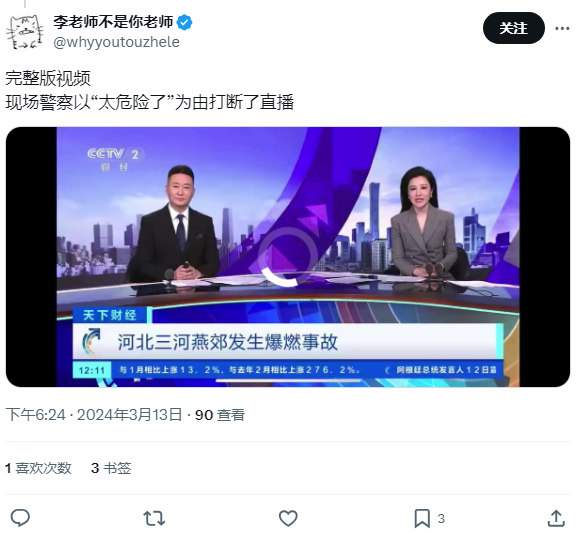 李老师不是你老师
@whyyoutouzhele
关注
完整版视频
现场警察以“太危险了”为由打断了直播
CCTV 2
财经
天下财经
河北三河燕郊发生爆燃事故
12:11 与1月相比上涨13.2%、与去年2月相比上涨276.2%。 阿根廷总统发言人12日宣
下午6:24 · 2024年3月13日 · 90 查看
1 喜欢次数 3 书签
3